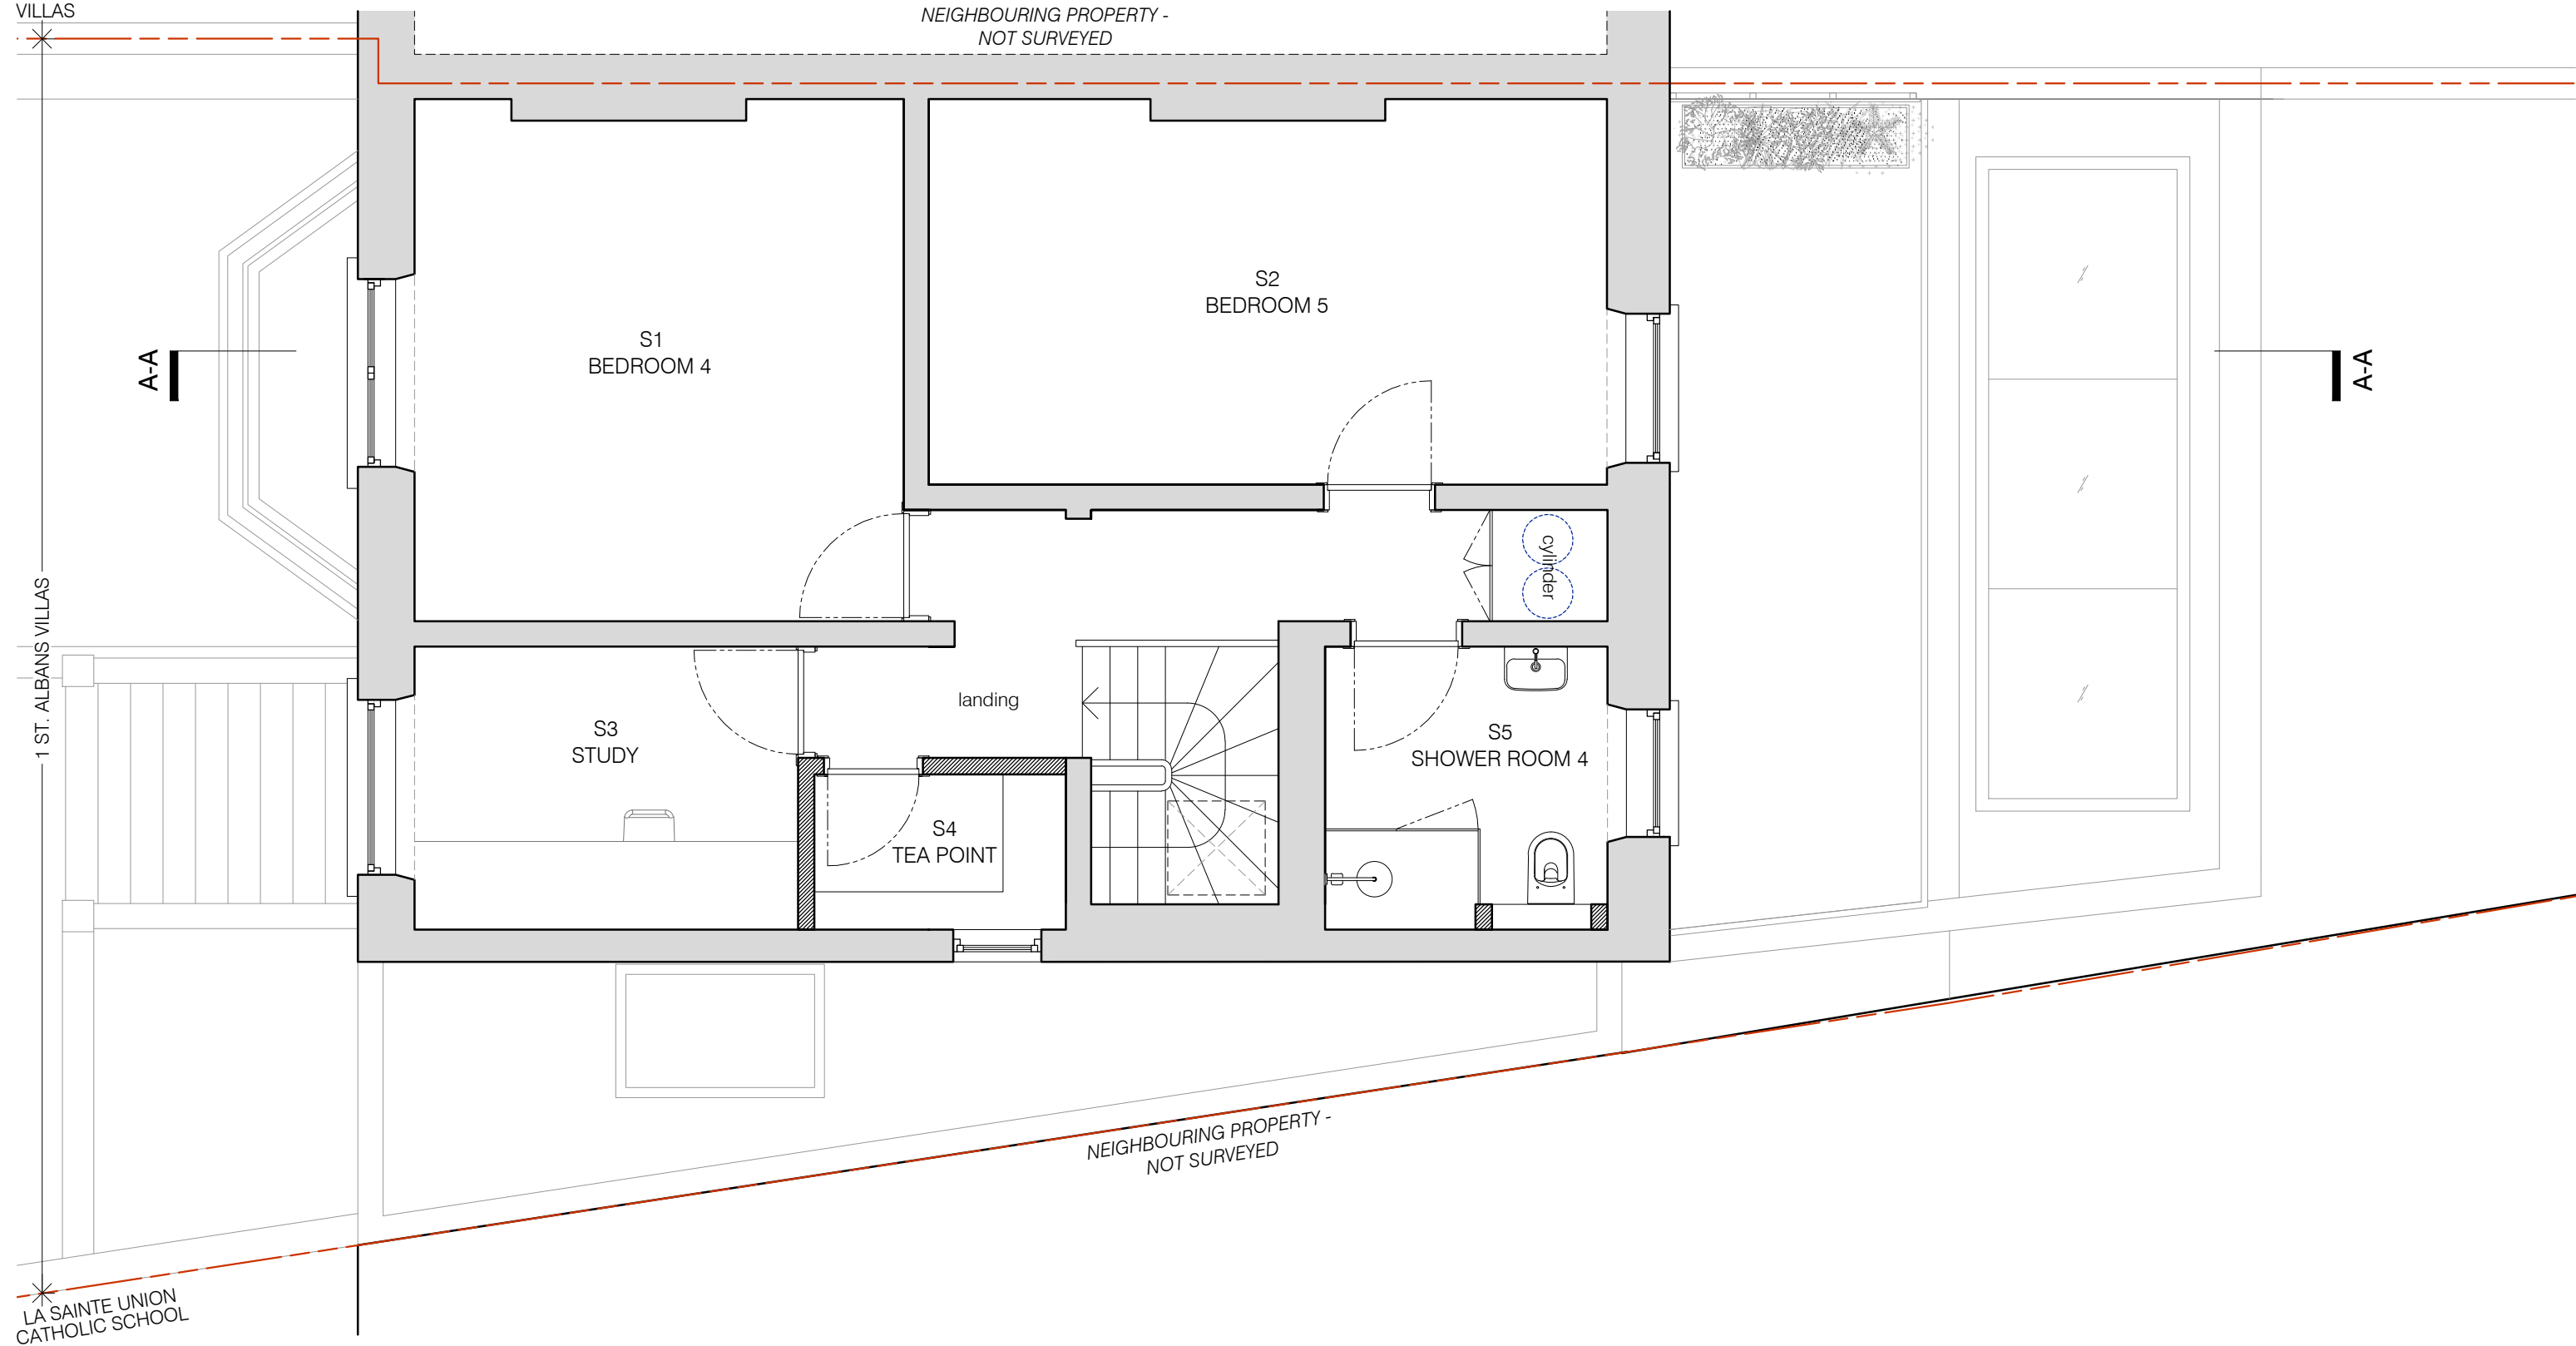 VILLAS
NEIGHBOURING PROPERTY -
NOT SURVEYED
S2
BEDROOM 5
S1
BEDROOM 4
A-A
A-A
cylinder
1 ST. ALBANS VILLAS
landing
S3
STUDY
S5
SHOWER ROOM 4
S4
TEA POINT
NEIGHBOURING PROPERTY -
NOT SURVEYED
LA SAINTE UNION
CATHOLIC SCHOOL